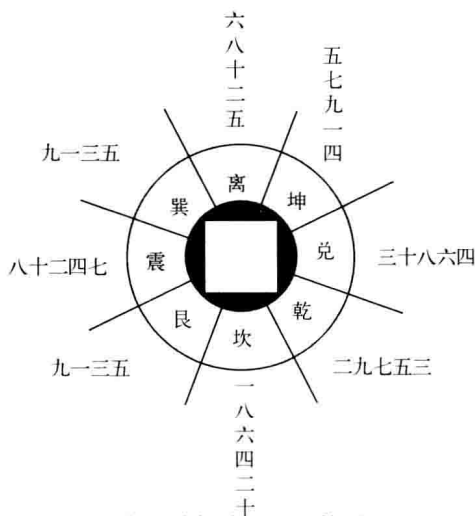 六八十二五
五七九一四
九一三五
离
坤
巽
兑
三十八六四
八十二四七
震
艮
乾
坎
九一三五
二九七五三
一八六四二十